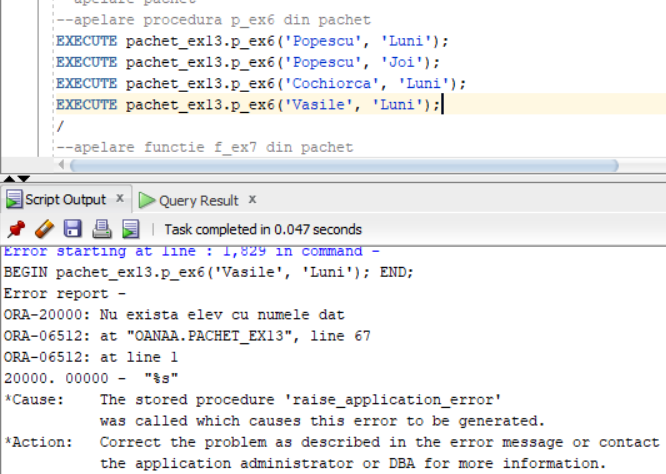 --apelare pachet
--apelare procedura p_ex6 din pachet
EXECUTE pachet_ex13.p_ex6('Popescu', 'Luni');
EXECUTE pachet_ex13.p_ex6('Popescu', 'Joi');
EXECUTE pachet_ex13.p_ex6('Cochiorca', 'Luni');
EXECUTE pachet_ex13.p_ex6('Vasile', 'Luni');
/
--apelare functie f_ex7 din pachet
Script Output x Query Result x
Task completed in 0.047 seconds
Error starting at line : 1,829 in command -
BEGIN pachet_ex13.p_ex6('Vasile', 'Luni'); END;
Error report -
ORA-20000: Nu exista elev cu numele dat
ORA-06512: at "OANAA.PACHET_EX13", line 67
ORA-06512: at line 1
20000. 00000 -  "%s"
*Cause:    The stored procedure 'raise_application_error'
was called which causes this error to be generated.
*Action:   Correct the problem as described in the error message or contact
the application administrator or DBA for more information.